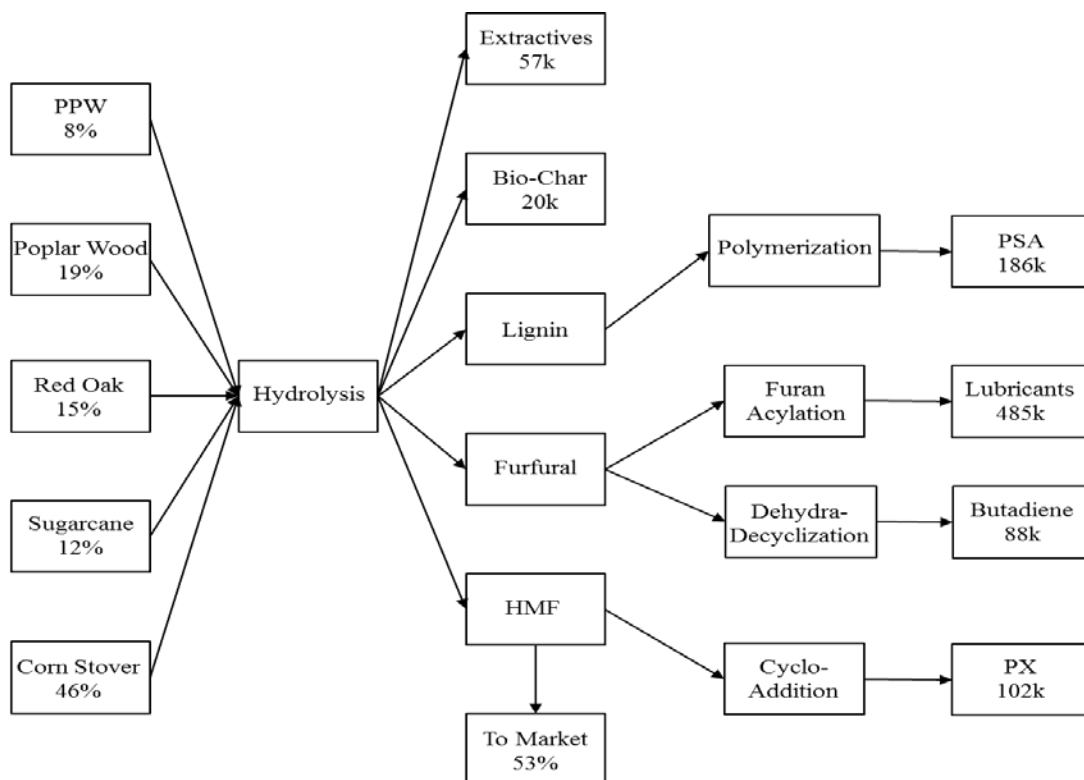 PPW
8%
Poplar Wood
19%
Red Oak
15%
Sugarcane
12%
Corn Stover
46%
Hydrolysis
Extractives
57k
Bio-Char
20k
Lignin
Furfural
HMF
To Market
53%
Polymerization
Furan
Acylation
Dehydra-
Decyclization
Cyclo-
Addition
PSA
186k
Lubricants
485k
Butadiene
88k
PX
102k